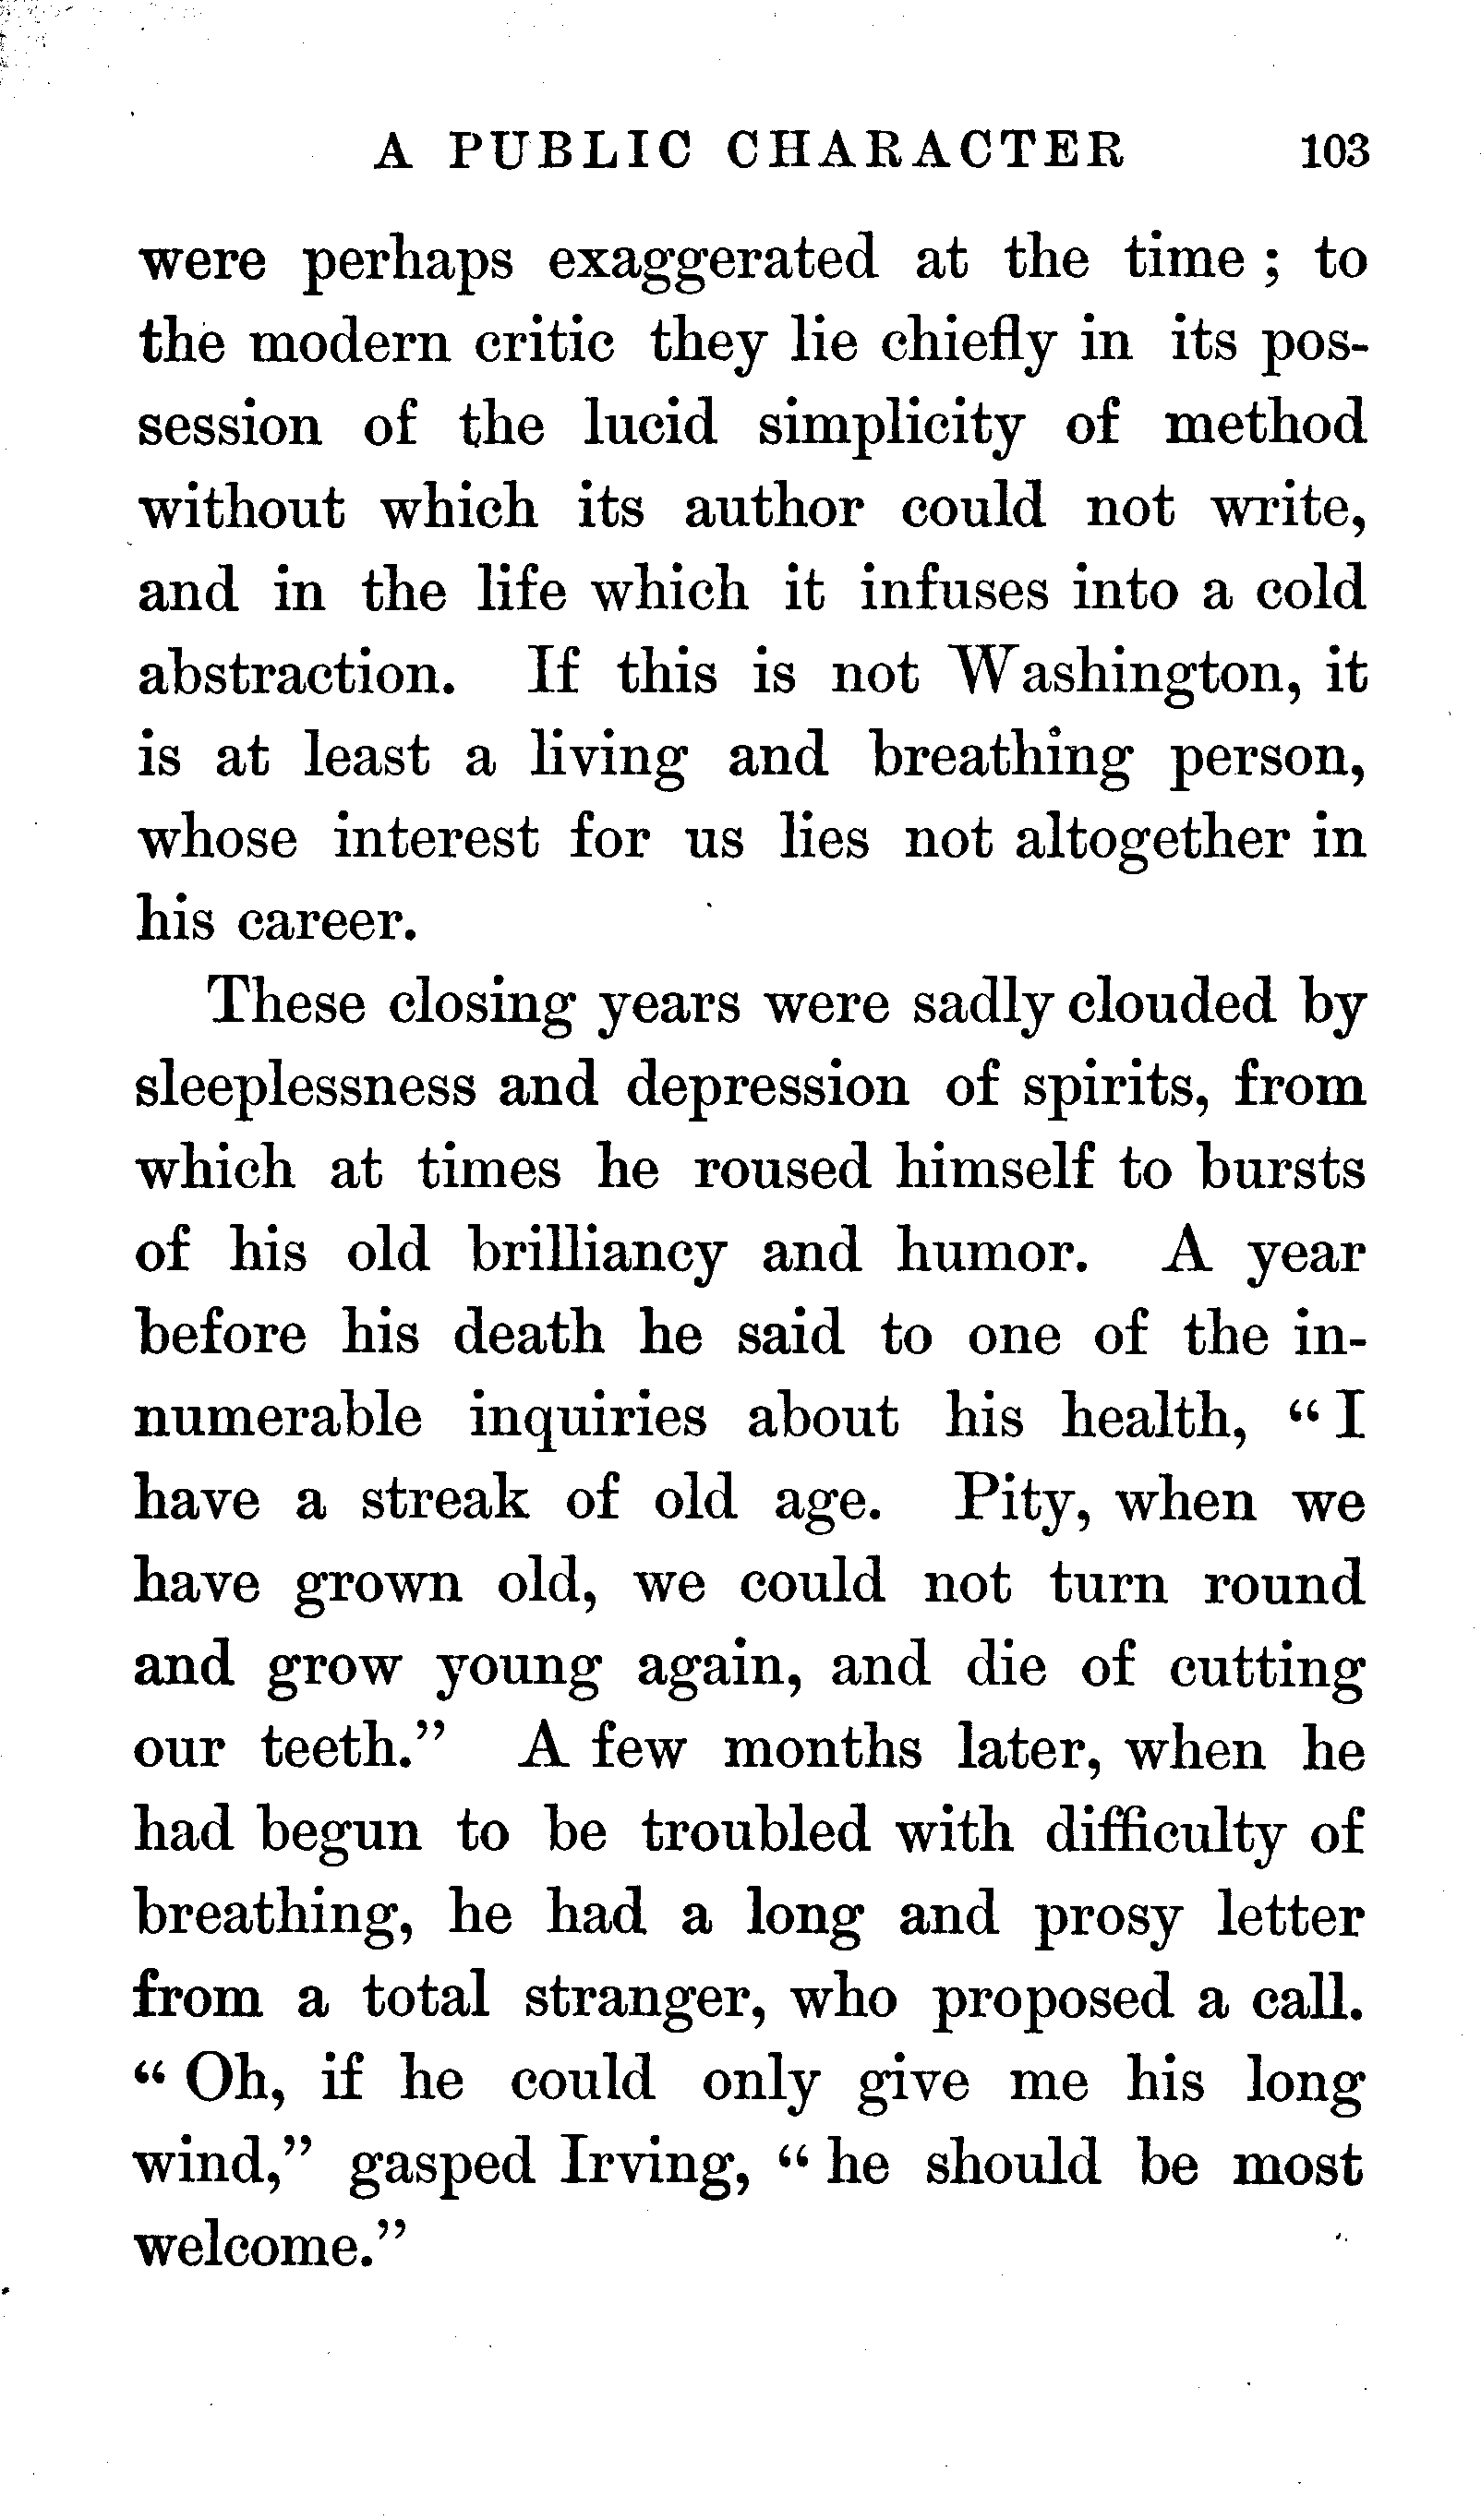 A PUBLIC CHARACTER 103
were perhaps exaggerated at the time ; to
the modern critic they lie chiefly in its pos-
session of the lucid simplicity of method
without which its author could not write,
and in the life which it infuses into a cold
abstraction. If this is not Washington, it
is at least a living and breathing person,
whose interest for us lies not altogether in
his career.
These closing years were sadly clouded by
sleeplessness and depression of spirits, from
which at times he roused himself to bursts
of his old brilliancy and humor. A year
before his death he said to one of the in-
numerable inquiries about his health, “ I
have a streak of old age. Pity, when we
have grown old, we could not turn round
and grow young again, and die of cutting
our teeth.” A few months later, when he
had begun to be troubled with difficulty of
breathing, he had a long and prosy letter
from a total stranger, who proposed a call.
“ Oh, if he could only give me his long
wind,” gasped Irving, “ he should be most
welcome.”